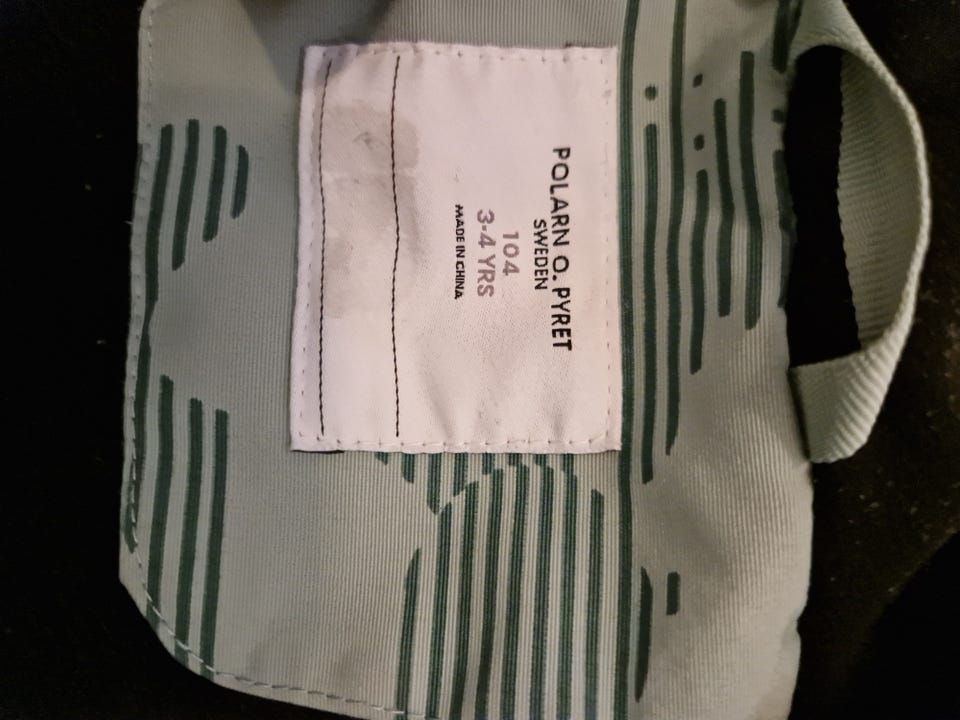 POLARN O. PYRET
SWEDEN
104
3-4 YRS
MADE IN CHINA